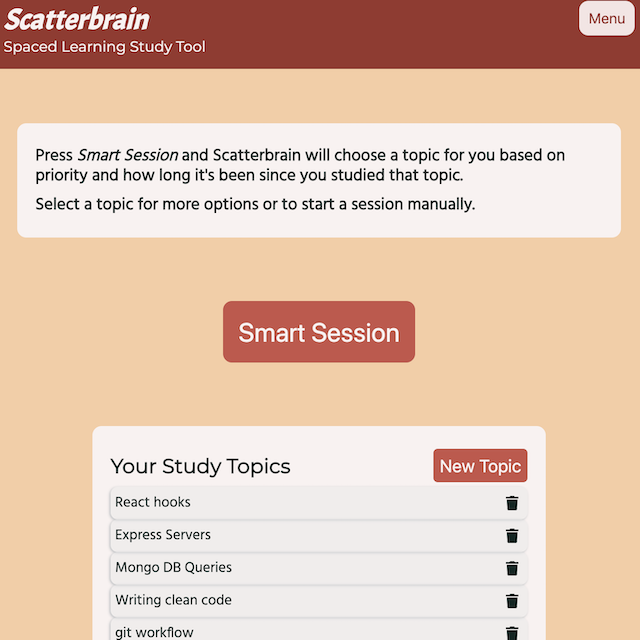 Scatterbrain
Menu
Spaced Learning Study Tool
Press Smart Session and Scatterbrain will choose a topic for you based on
priority and how long it's been since you studied that topic.
Select a topic for more options or to start a session manually.
Smart Session
Your Study Topics
New Topic
React hooks
Express Servers
Mongo DB Queries
Writing clean code
git workflow